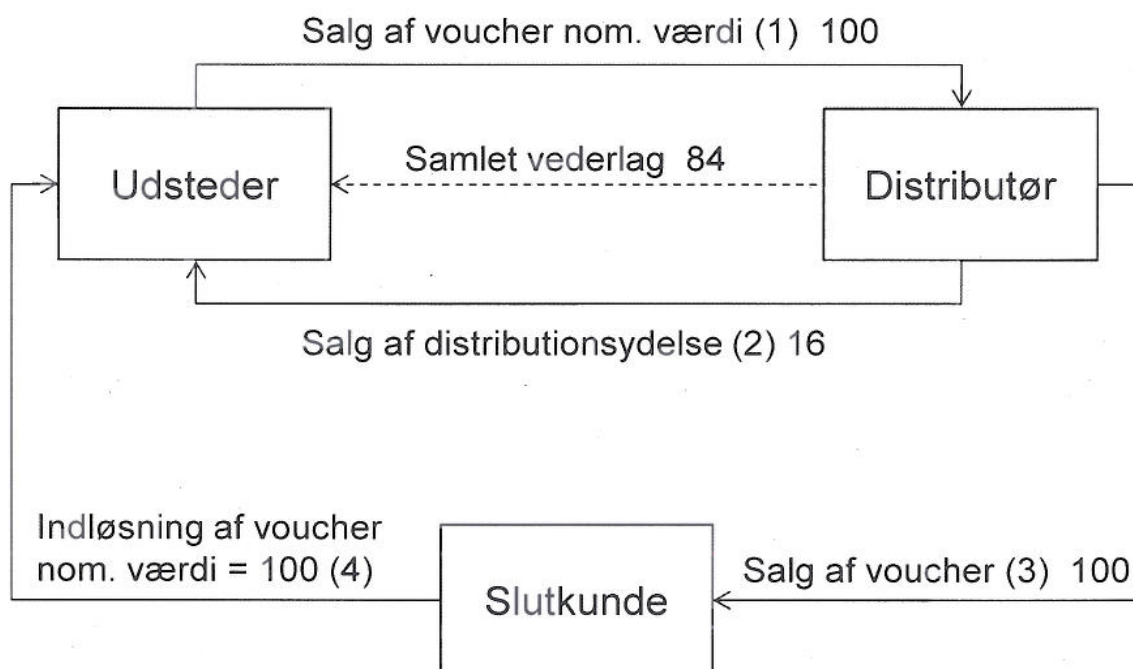 Salg af voucher nom. værdi (1) 100
Udsteder
Samlet vederlag 84
Distributør
Salg af distributionsydelse (2) 16
Indløsning af voucher
nom. værdi = 100 (4)
Slutkunde
Salg af voucher (3) 100